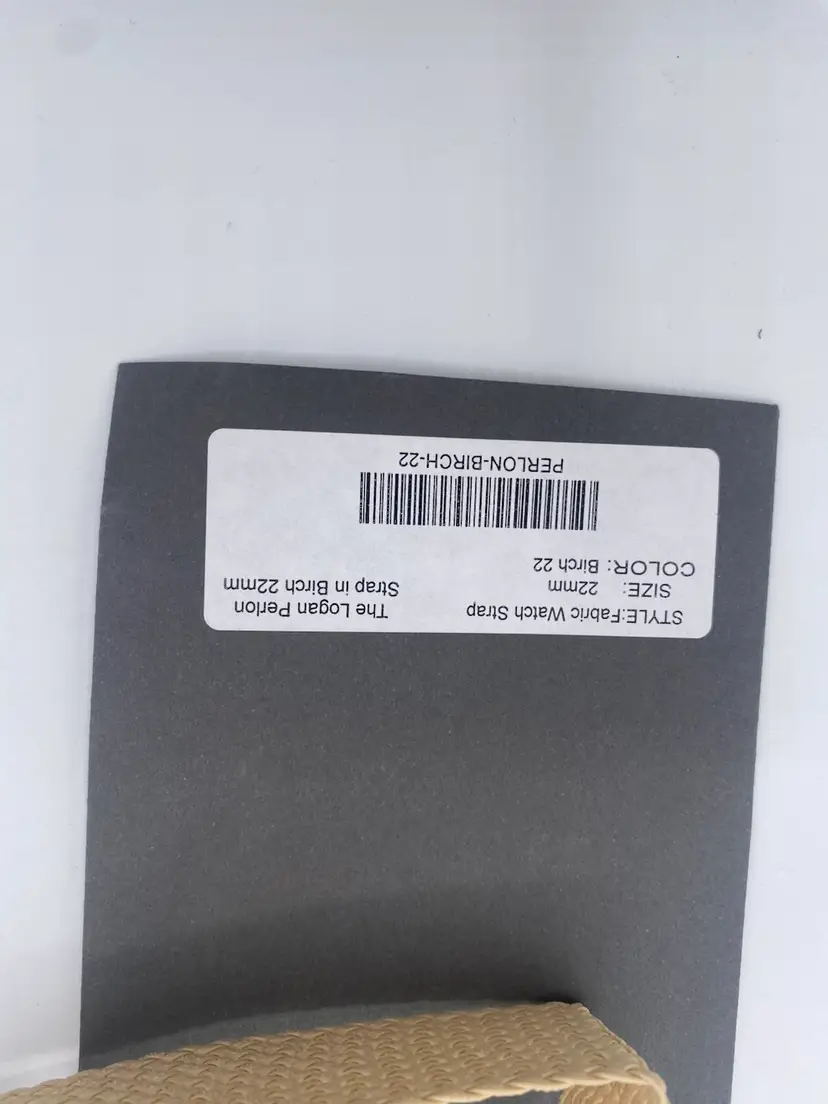 STYLE:Fabric Watch Strap
SIZE: 22mm
COLOR: Birch 22
The Logan Perlon
Strap in Birch 22mm
PERLON-BIRCH-22